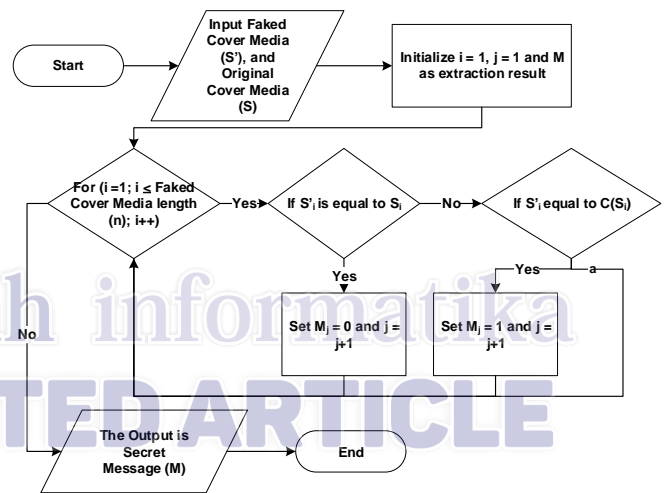 Start
Input Faked
Cover Media
(S'), and
Original
Cover Media
(S)
Initialize i = 1, j = 1 and M
as extraction result
For (i =1; i ≤ Faked
Cover Media length
(n); i++)
Yes
If S'i is equal to Si
No
If S'i equal to C(Si)
Yes
Yes
a
No
Set Mj = 0 and j =
j+1
Set Mj = 1 and j =
j+1
informatika
ARTICLE
The Output is
Secret
Message (M)
End